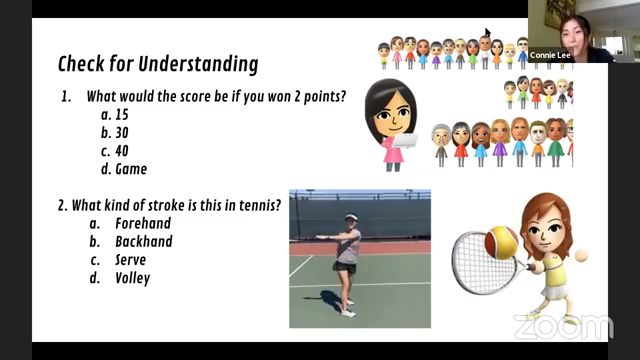 Connie Lee
Check for Understanding
1. What would the score be if you won 2 points?
a. 15
b. 30
c. 40
d. Game
2. What kind of stroke is this in tennis?
a. Forehand
b. Backhand
c. Serve
d. Volley
zoom